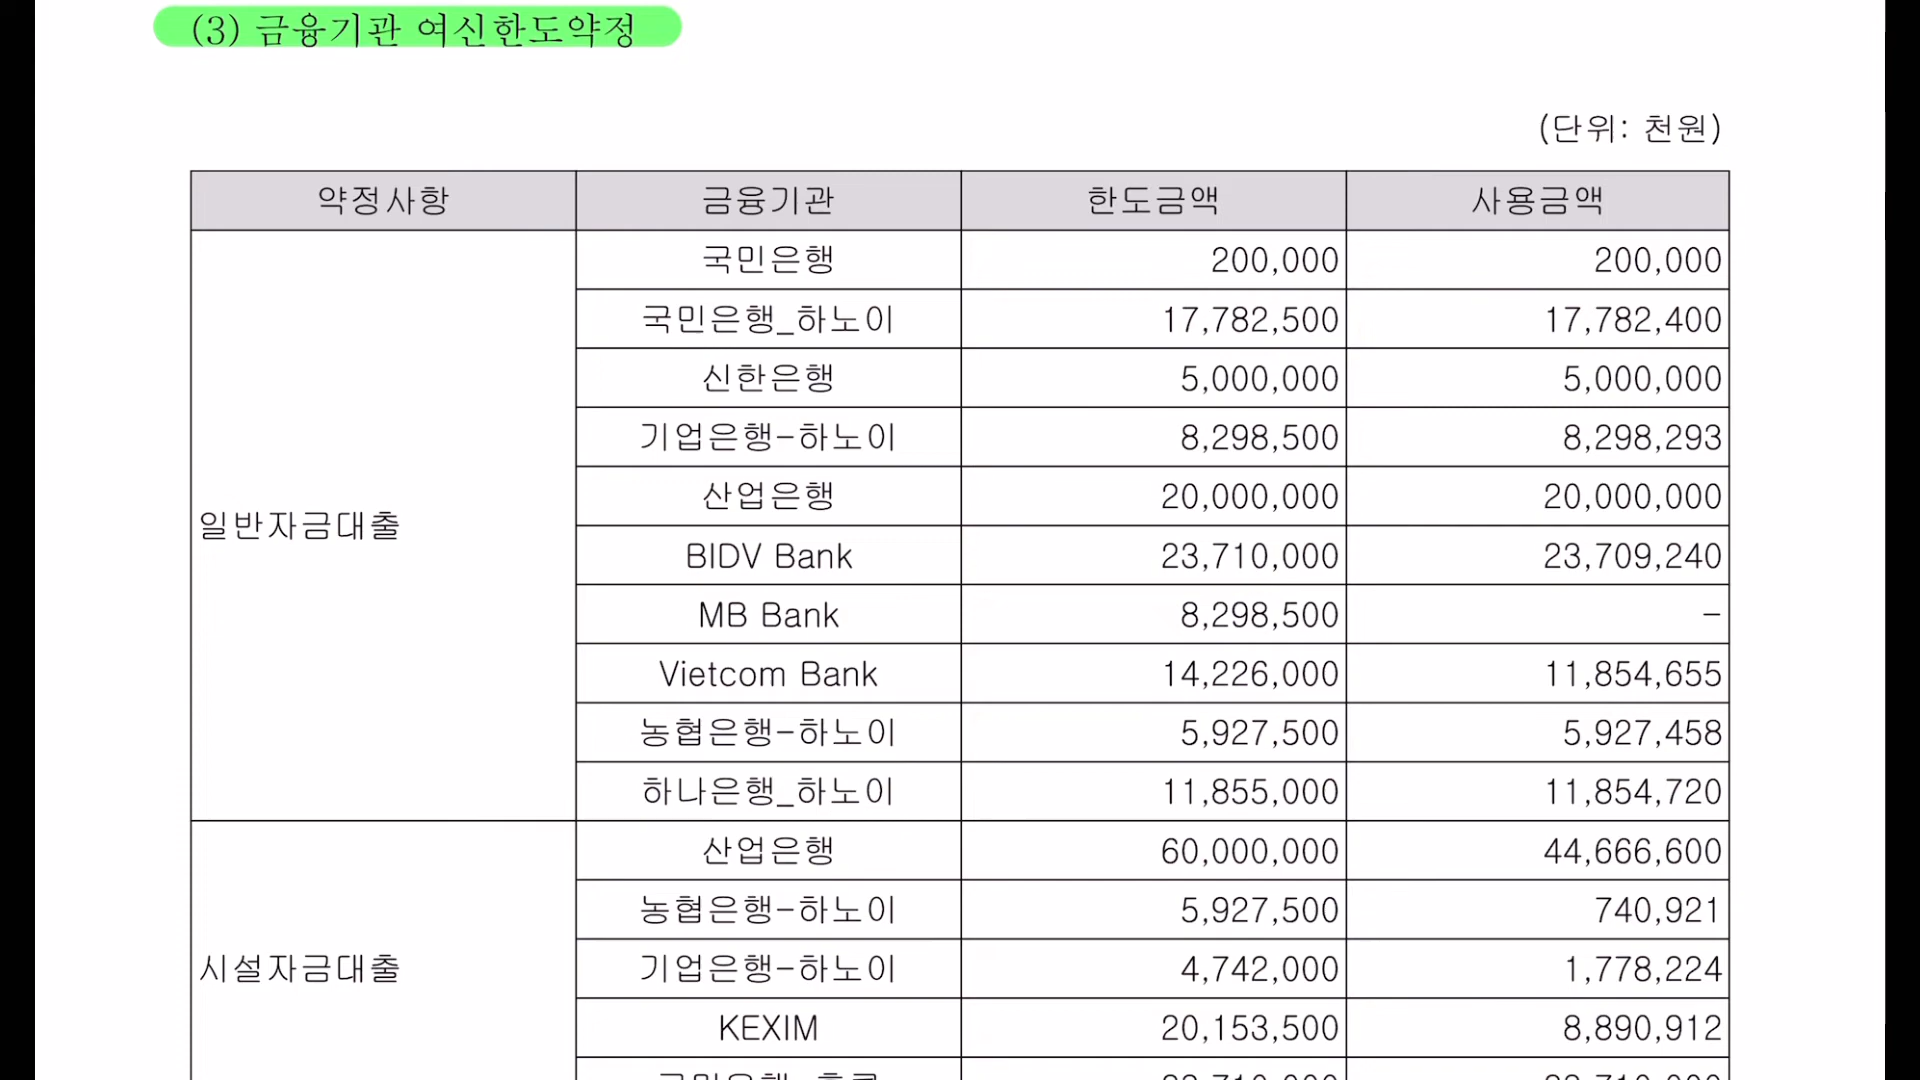 (3) 금융기관 여신한도약정
(단위: 천원)
약정사항 금융기관 한도금액 사용금액
일반자금대출 국민은행 200,000 200,000
국민은행_하노이 17,782,500 17,782,400
신한은행 5,000,000 5,000,000
기업은행-하노이 8,298,500 8,298,293
산업은행 20,000,000 20,000,000
BIDV Bank 23,710,000 23,709,240
MB Bank 8,298,500 -
Vietcom Bank 14,226,000 11,854,655
농협은행-하노이 5,927,500 5,927,458
하나은행_하노이 11,855,000 11,854,720
시설자금대출 산업은행 60,000,000 44,666,600
농협은행-하노이 5,927,500 740,921
기업은행-하노이 4,742,000 1,778,224
KEXIM 20,153,500 8,890,912